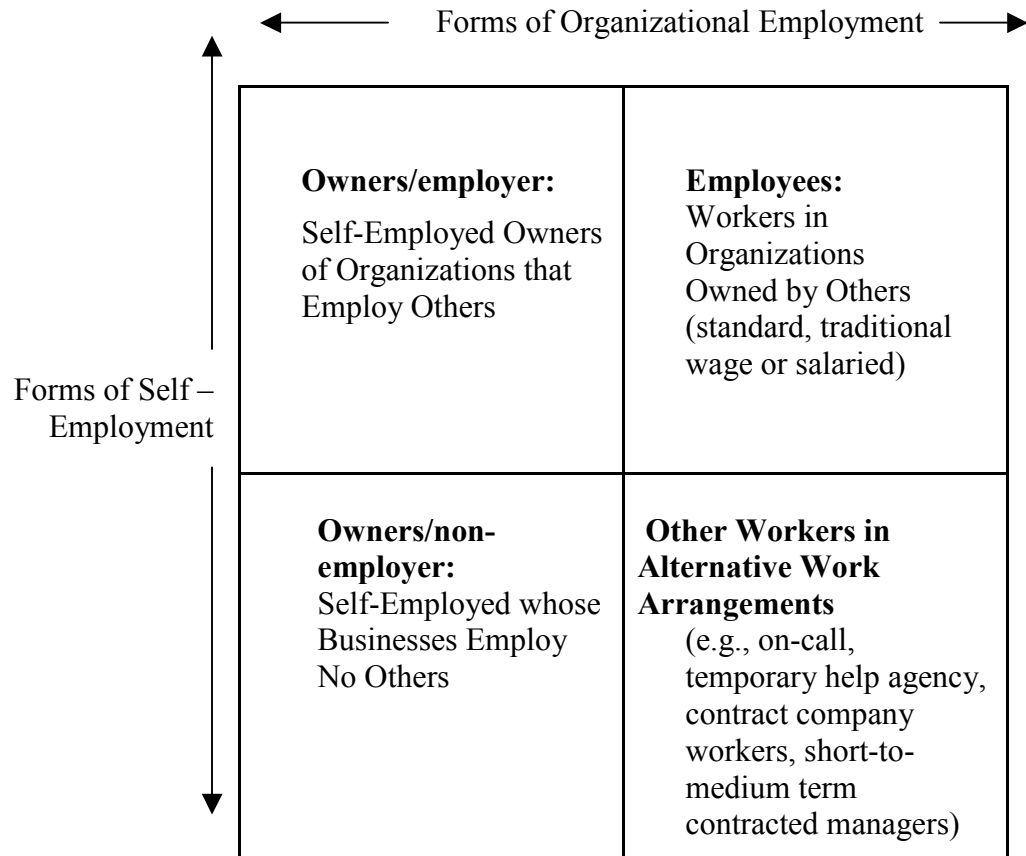 Forms of Organizational Employment
Owners/employer:
Self-Employed Owners
of Organizations that
Employ Others
Employees:
Workers in
Organizations
Owned by Others
(standard, traditional
wage or salaried)
Forms of Self –
Employment
Owners/non-
employer:
Self-Employed whose
Businesses Employ
No Others
Other Workers in
Alternative Work
Arrangements
(e.g., on-call,
temporary help agency,
contract company
workers, short-to-
medium term
contracted managers)